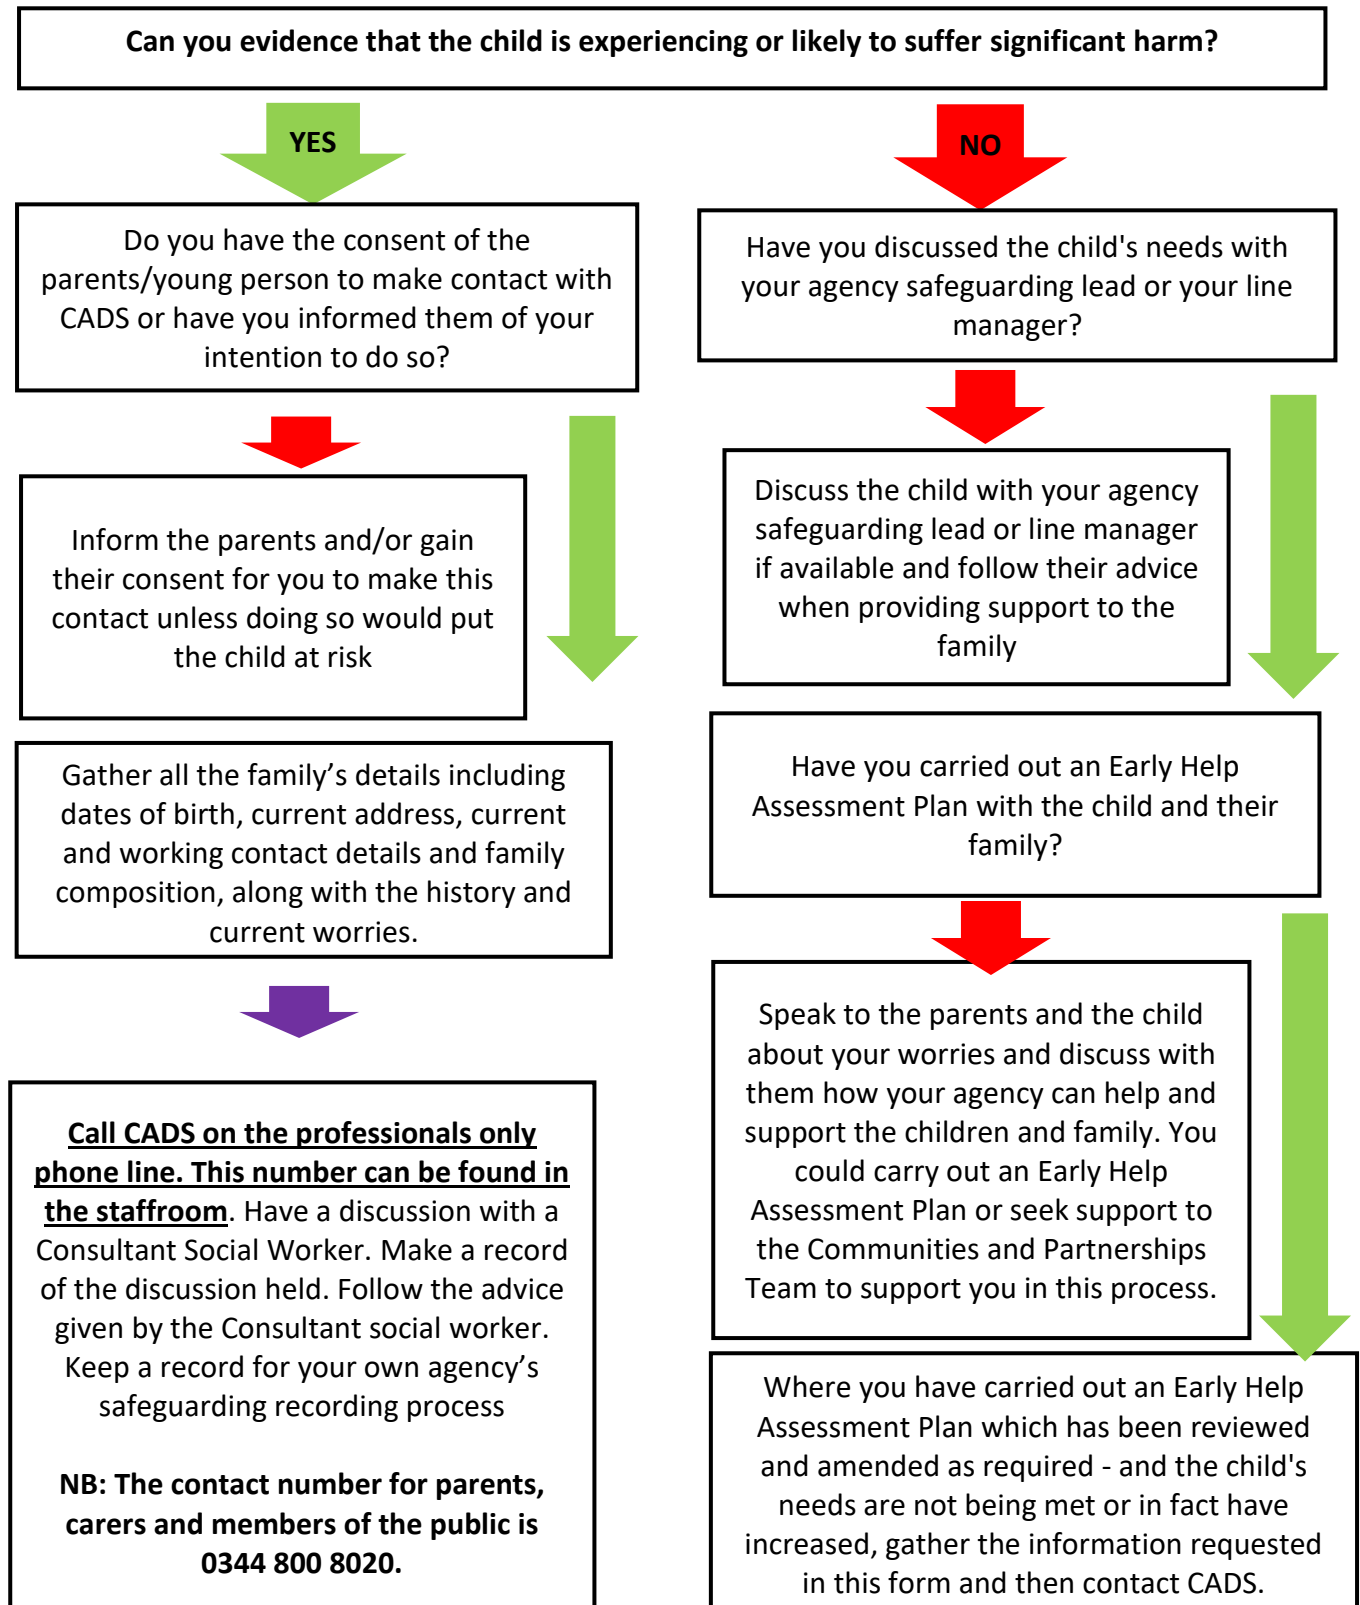 Can you evidence that the child is experiencing or likely to suffer significant harm?
YES
NO
Do you have the consent of the
parents/young person to make contact with
CADS or have you informed them of your
intention to do so?
Have you discussed the child's needs with
your agency safeguarding lead or your line
manager?
Inform the parents and/or gain
their consent for you to make this
contact unless doing so would put
the child at risk
Discuss the child with your agency
safeguarding lead or line manager
if available and follow their advice
when providing support to the
family
Gather all the family’s details including
dates of birth, current address, current
and working contact details and family
composition, along with the history and
current worries.
Have you carried out an Early Help
Assessment Plan with the child and their
family?
Call CADS on the professionals only
phone line. This number can be found in
the staffroom. Have a discussion with a
Consultant Social Worker. Make a record
of the discussion held. Follow the advice
given by the Consultant social worker.
Keep a record for your own agency’s
safeguarding recording process
NB: The contact number for parents,
carers and members of the public is
0344 800 8020.
Speak to the parents and the child
about your worries and discuss with
them how your agency can help and
support the children and family. You
could carry out an Early Help
Assessment Plan or seek support to
the Communities and Partnerships
Team to support you in this process.
Where you have carried out an Early Help
Assessment Plan which has been reviewed
and amended as required - and the child's
needs are not being met or in fact have
increased, gather the information requested
in this form and then contact CADS.